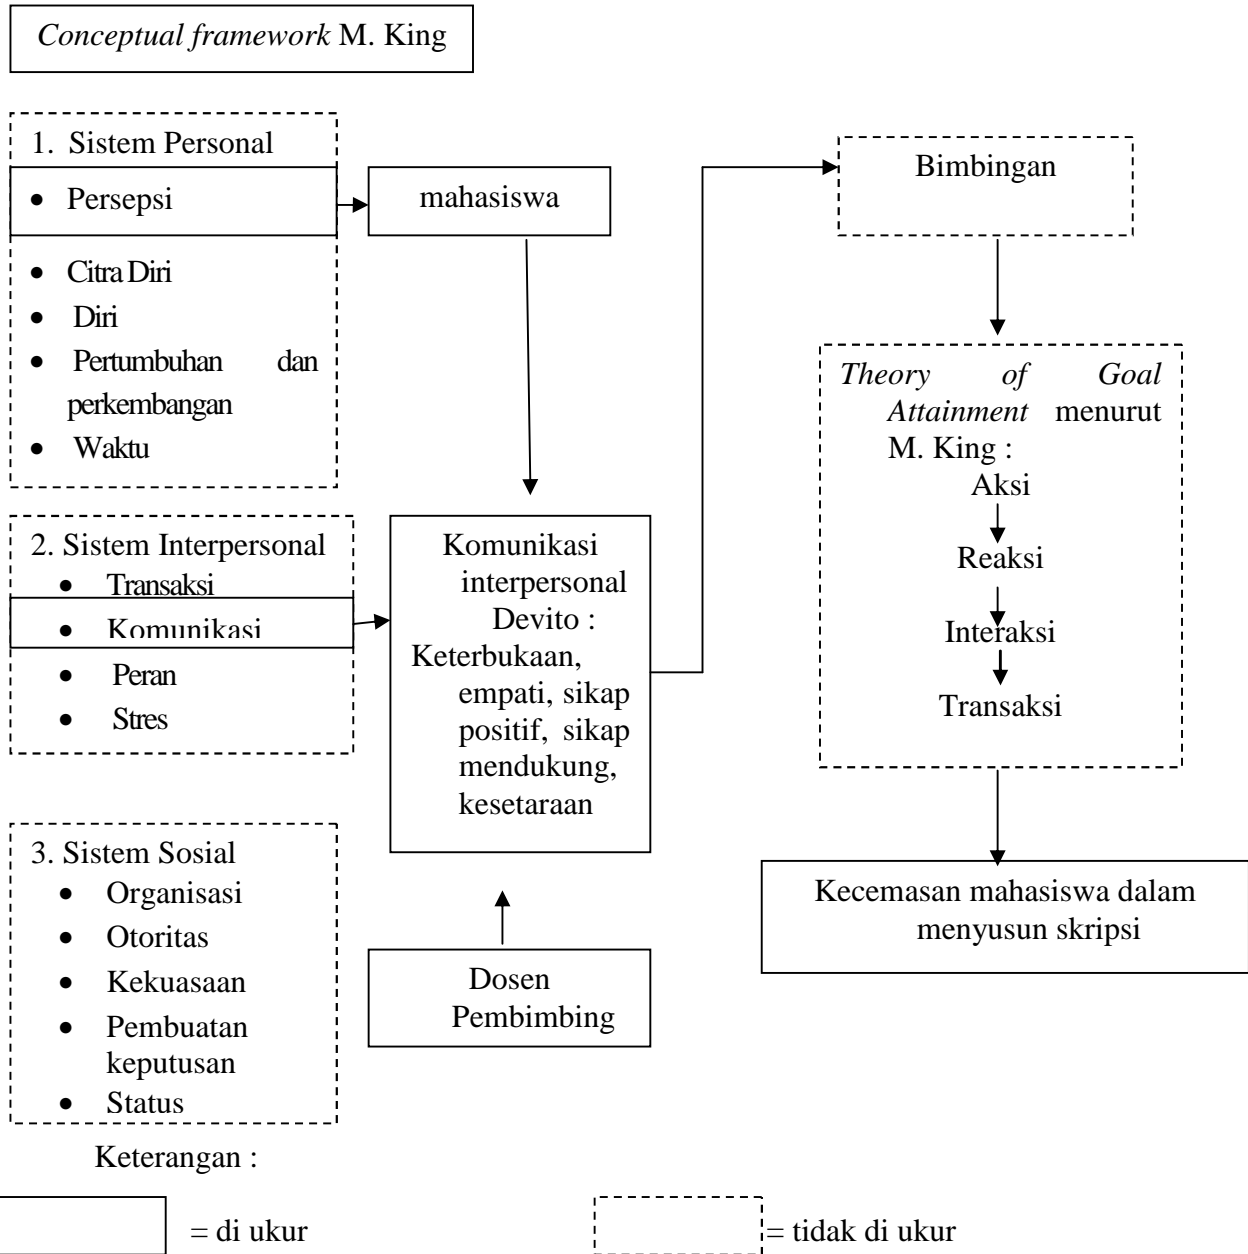 Conceptual framework M. King
1. Sistem Personal
• Persepsi
• Citra Diri
• Diri
• Pertumbuhan dan
perkembangan
• Waktu
mahasiswa
2. Sistem Interpersonal
• Transaksi
• Komunikasi
• Peran
• Stres
3. Sistem Sosial
• Organisasi
• Otoritas
• Kekuasaan
• Pembuatan
keputusan
• Status
Komunikasi
interpersonal
Devito :
Keterbukaan,
empati, sikap
positif, sikap
mendukung,
kesetaraan
Dosen
Pembimbing
Bimbingan
Theory of Goal
Attainment menurut
M. King :
Aksi
Reaksi
Interaksi
Transaksi
Kecemasan mahasiswa dalam
menyusun skripsi
Keterangan :
= di ukur
= tidak di ukur